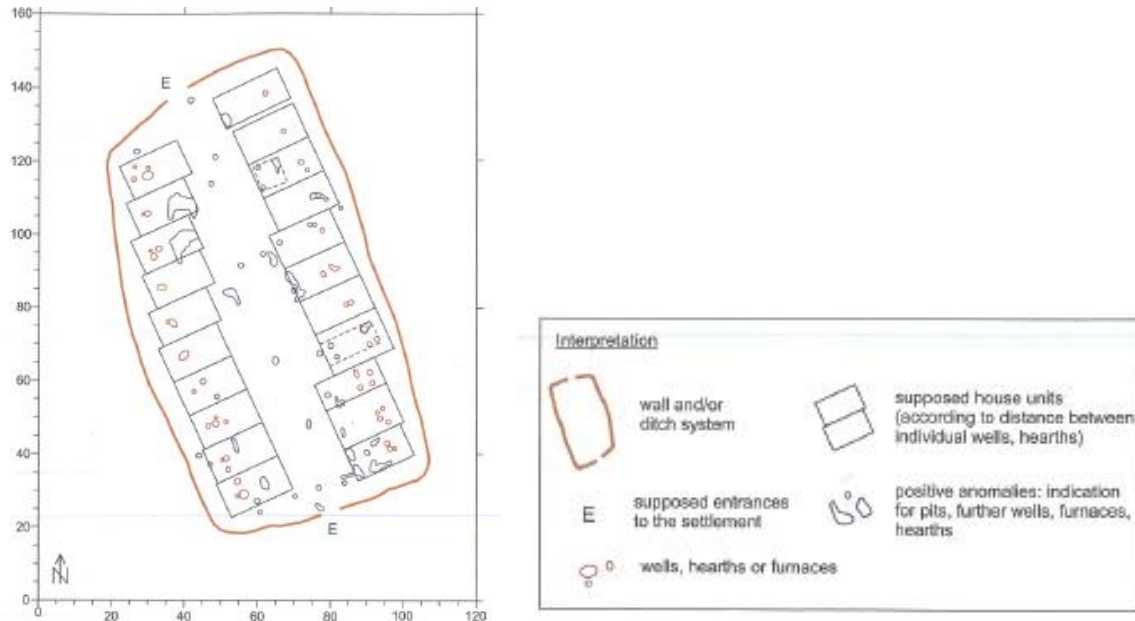 160
140
120
100
80
60
40
20
0
0
20
40
60
80
100
120
E
E
N
Interpretation
wall and/or
ditch system
E
supposed entrances
to the settlement
wells, hearths or furnaces
supposed house units
(according to distance between
individual wells, hearths)
positive anomalies: indication
for pits, further wells, furnaces,
hearths